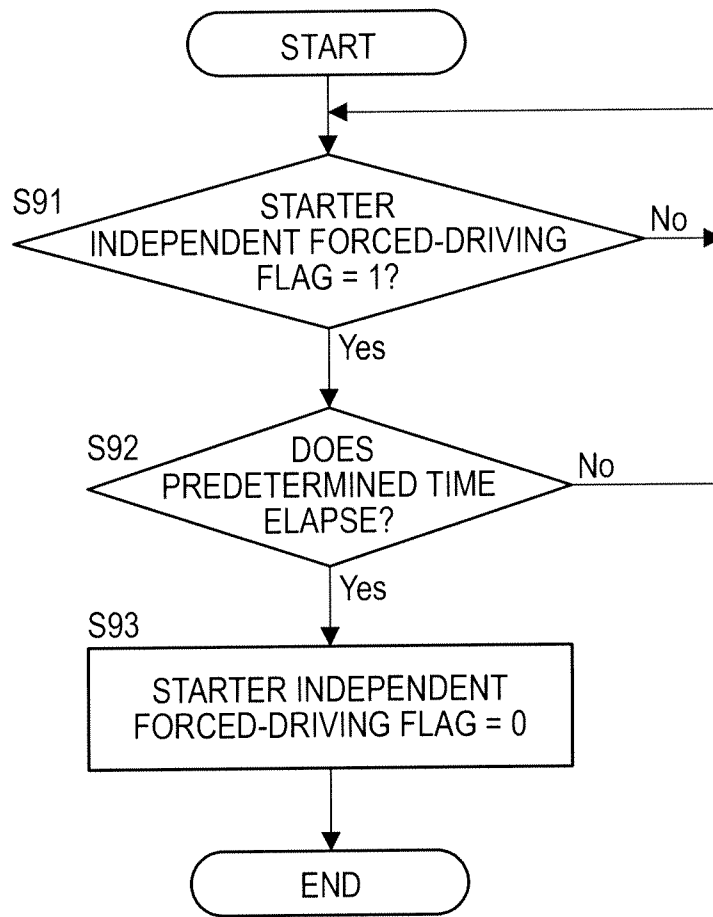 START
S91
STARTER
INDEPENDENT FORCED-DRIVING
FLAG = 1?
No
Yes
S92
DOES
PREDETERMINED TIME
ELAPSE?
No
Yes
S93
STARTER INDEPENDENT
FORCED-DRIVING FLAG = 0
END